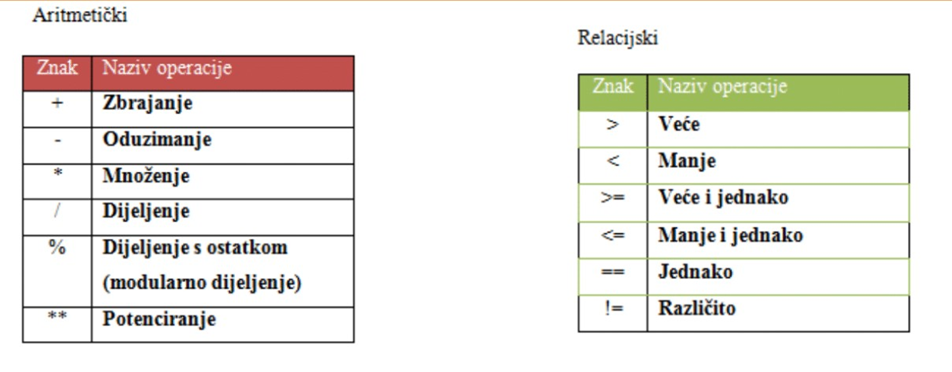 Aritmetički
Znak Naziv operacije
+ Zbrajanje
- Oduzimanje
* Množenje
/ Dijeljenje
% Dijeljenje s ostatkom
(modularno dijeljenje)
** Potenciranje
Relacijski
Znak Naziv operacije
> Veće
< Manje
>= Veće i jednako
<= Manje i jednako
== Jednako
!= Različito